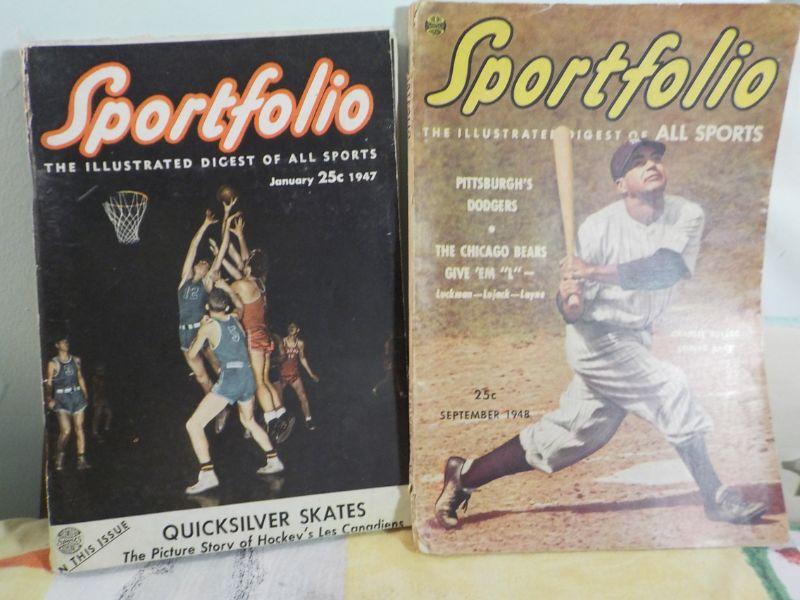 Sportfolio
THE ILLUSTRATED DIGEST OF ALL SPORTS
January 25c 1947
12
5
N THIS ISSUE
QUICKSILVER SKATES
The Picture Story of Hockey's Les Canadiens
Sportfolio
THE ILLUSTRATED DIGEST OF ALL SPORTS
PITTSBURGH'S
DODGERS
THE CHICAGO BEARS
GIVE 'EM "L"—
Luckman—Lujack—Layne
25c
SEPTEMBER 1948